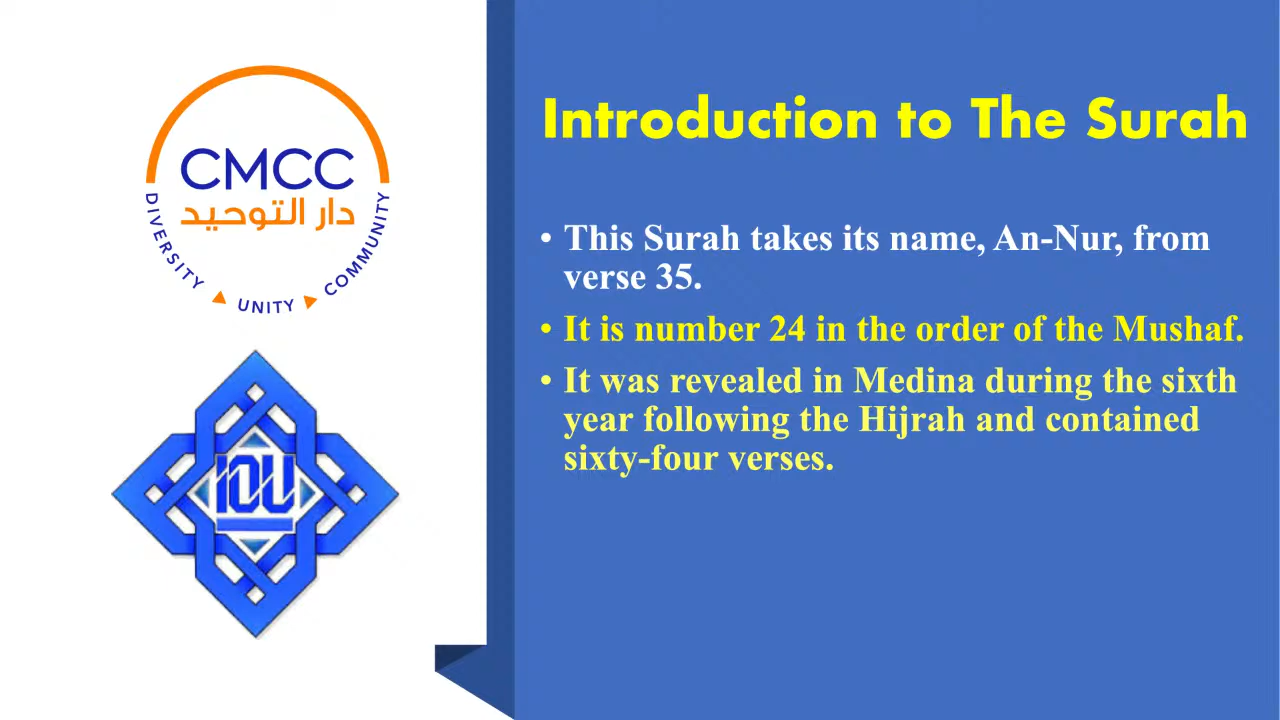 CMCC
دار التوحيد
DIVERSITY UNITY COMMUNITY
IOU
Introduction to The Surah
• This Surah takes its name, An-Nur, from
verse 35.
• It is number 24 in the order of the Mushaf.
• It was revealed in Medina during the sixth
year following the Hijrah and contained
sixty-four verses.